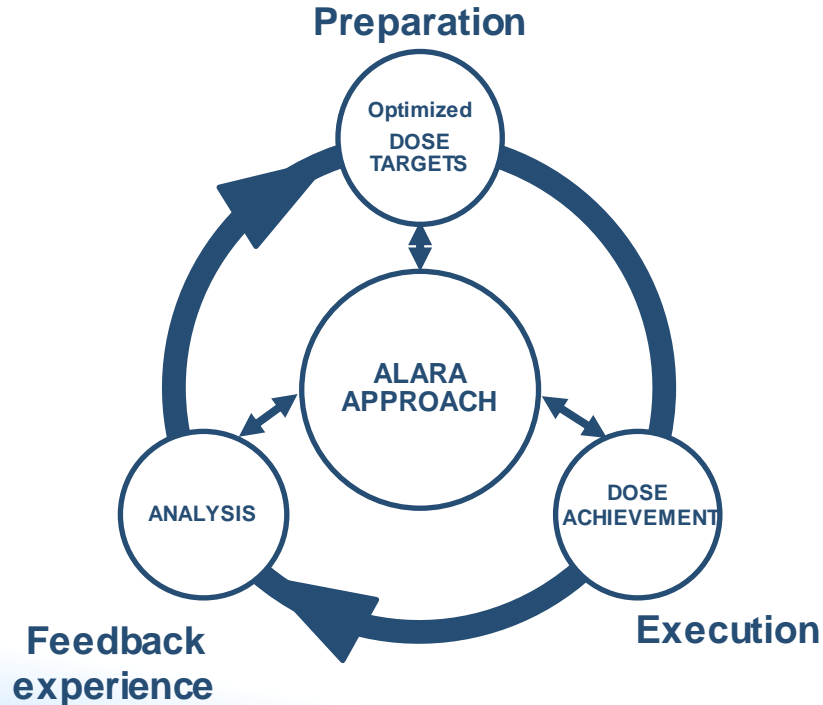 Preparation
Optimized
DOSE
TARGETS
ALARA
APPROACH
ANALYSIS
DOSE
ACHIEVEMENT
Feedback
experience
Execution